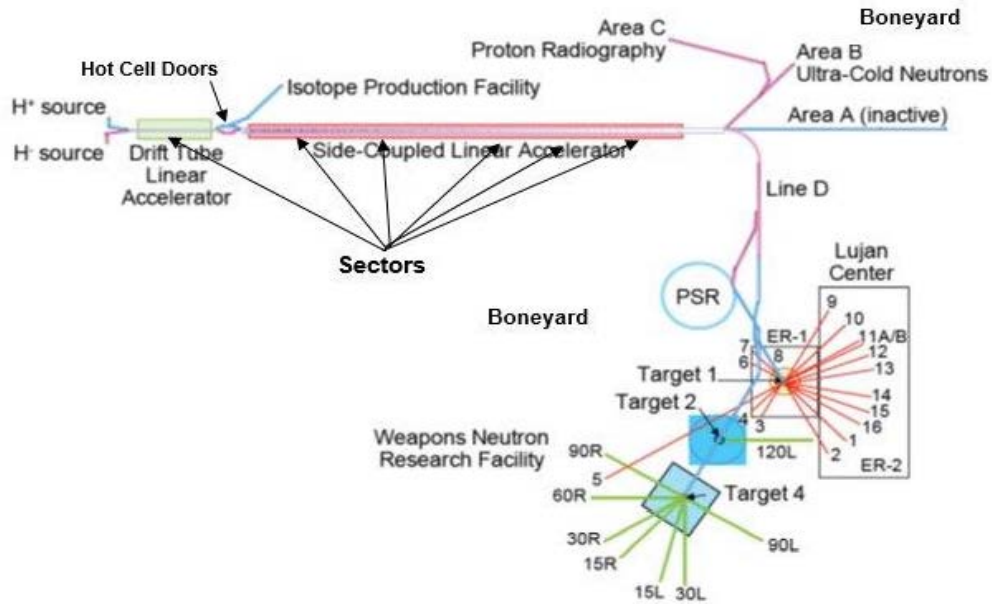 Boneyard
Area C
Proton Radiography
Area B
Ultra-Cold Neutrons
Hot Cell Doors
Isotope Production Facility
H+ source
Area A (inactive)
H- source
Drift Tube
Linear
Accelerator
Side-Coupled Linear Accelerator
Line D
Sectors
Lujan
Center
PSR
Boneyard
9
10
ER-1
11A/B
7
8
12
6
13
Target 1
14
Target 2
15
4
3
16
1
Weapons Neutron
Research Facility
90R
120L
2
5
ER-2
60R
Target 4
30R
90L
15R
15L
30L